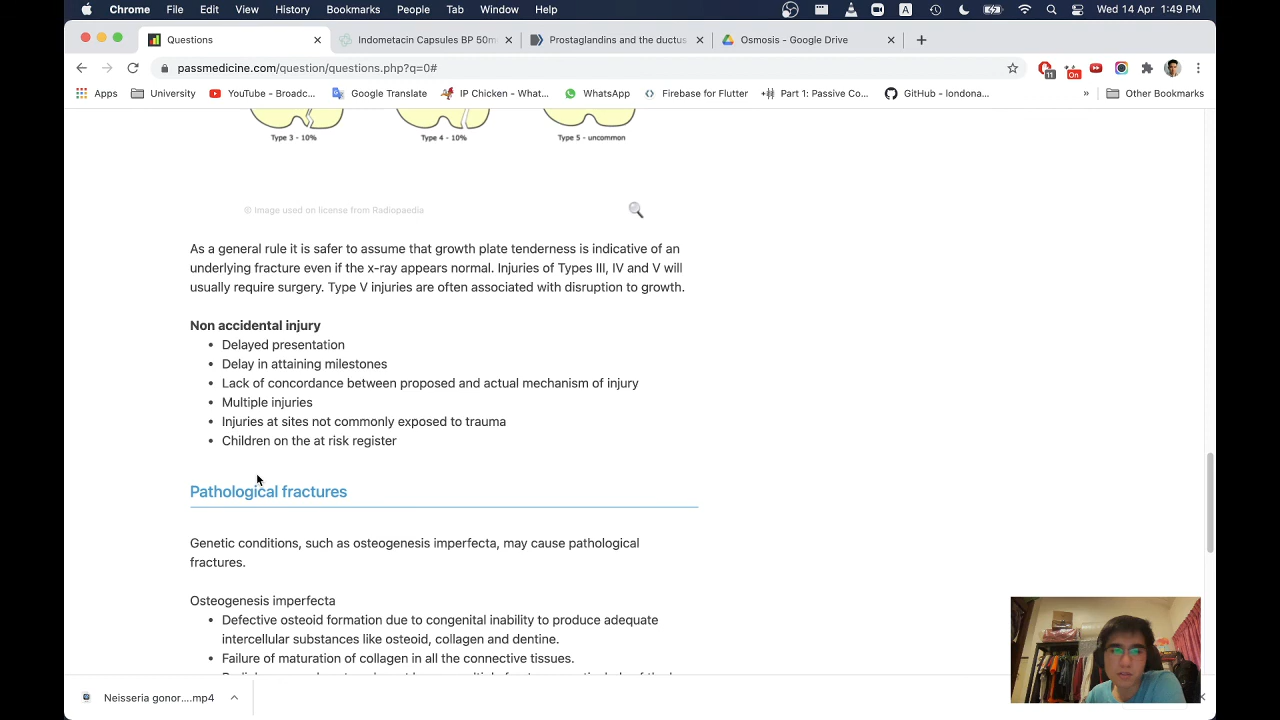 Chrome File Edit View History Bookmarks People Tab Window Help A Wed 14 Apr 1:49 PM
Questions Indometacin Capsules BP 50m Prostaglandins and the ductus Osmosis - Google Drive
passmedicine.com/question/questions.php?q=0# 11 On
Apps University YouTube - Broadc... Google Translate IP Chicken - What... WhatsApp Firebase for Flutter Part 1: Passive Co... GitHub - londona... » Other Bookmarks
Type 3 - 10% Type 4 - 10% Type 5 - uncommon
© Image used on license from Radiopaedia
As a general rule it is safer to assume that growth plate tenderness is indicative of an
underlying fracture even if the x-ray appears normal. Injuries of Types III, IV and V will
usually require surgery. Type V injuries are often associated with disruption to growth.
Non accidental injury
• Delayed presentation
• Delay in attaining milestones
• Lack of concordance between proposed and actual mechanism of injury
• Multiple injuries
• Injuries at sites not commonly exposed to trauma
• Children on the at risk register
Pathological fractures
Genetic conditions, such as osteogenesis imperfecta, may cause pathological
fractures.
Osteogenesis imperfecta
• Defective osteoid formation due to congenital inability to produce adequate
intercellular substances like osteoid, collagen and dentine.
• Failure of maturation of collagen in all the connective tissues.
Neisseria gonor....mp4